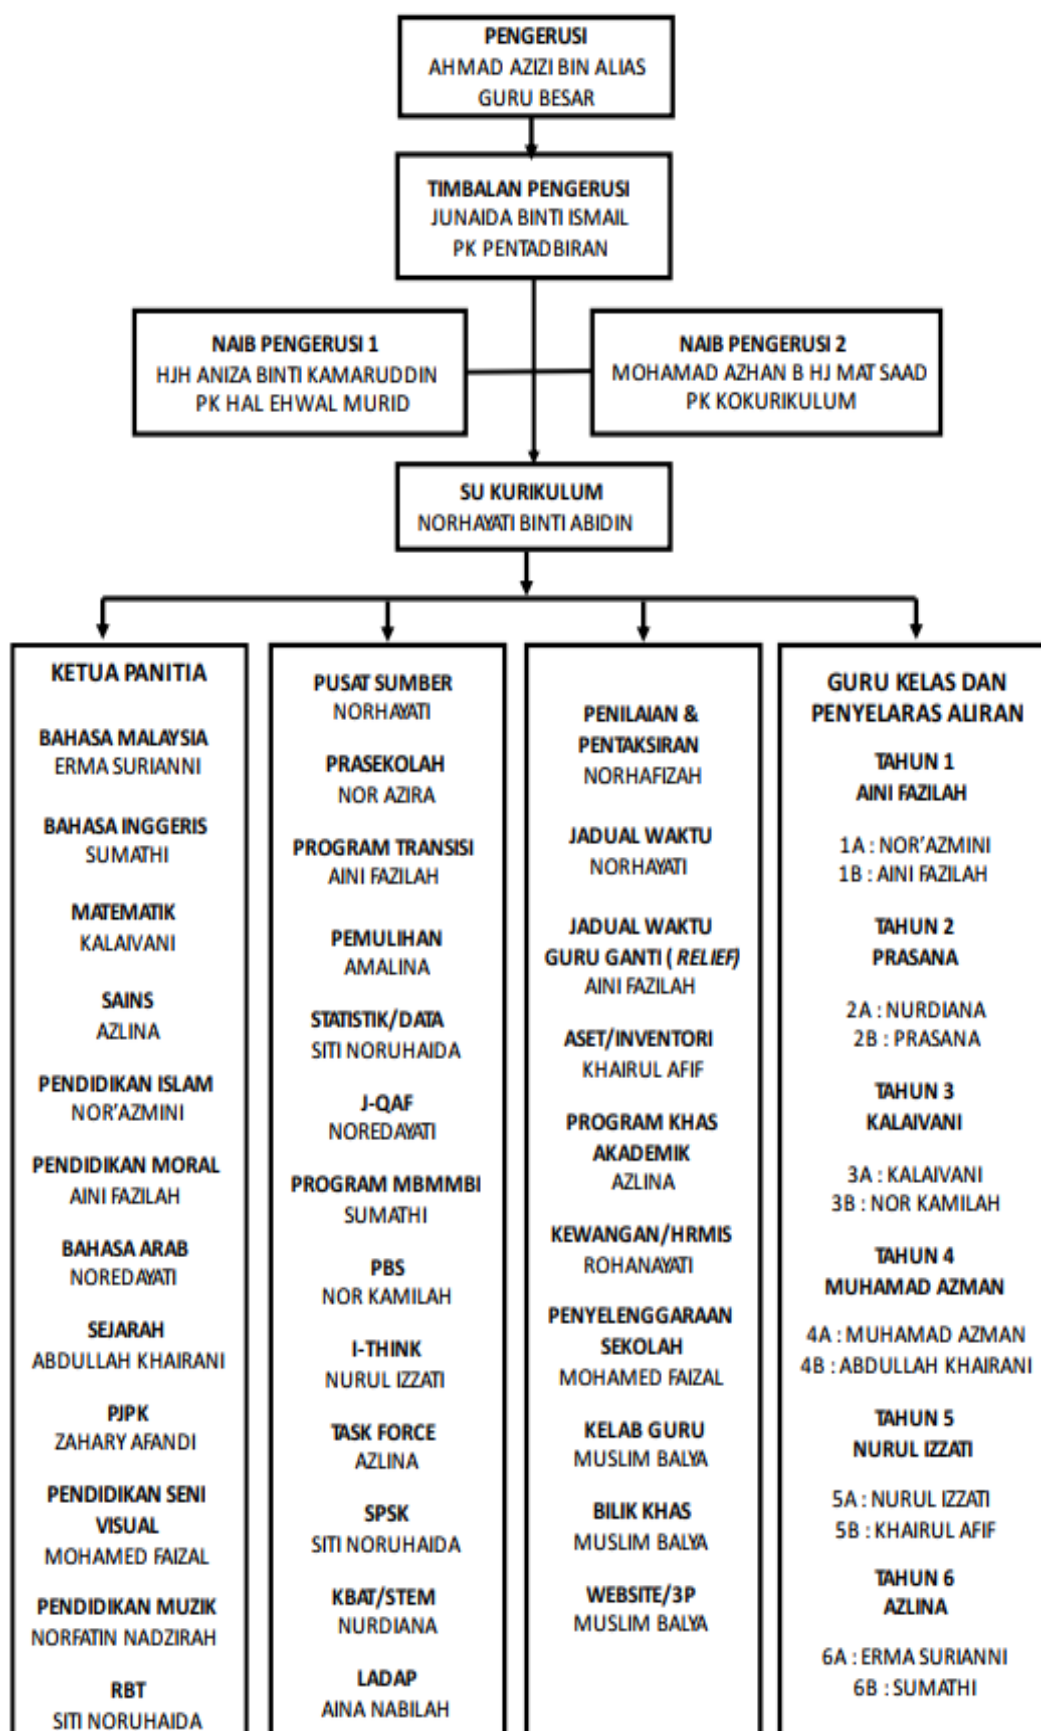 PENGERUSI
AHMAD AZIZI BIN ALIAS
GURU BESAR
TIMBALAN PENGERUSI
JUNAIDA BINTI ISMAIL
PK PENTADBIRAN
NAIB PENGERUSI 1
HJH ANIZA BINTI KAMARUDDIN
PK HAL EHWAL MURID
NAIB PENGERUSI 2
MOHAMAD AZHAN B HJ MAT SAAD
PK KOKURIKULUM
SU KURIKULUM
NORHAYATI BINTI ABIDIN
KETUA PANITIA
BAHASA MALAYSIA
ERMA SURIANNI
BAHASA INGGERIS
SUMATHI
MATEMATIK
KALAIVANI
SAINS
AZLINA
PENDIDIKAN ISLAM
NOR'AZMINI
PENDIDIKAN MORAL
AINI FAZILAH
BAHASA ARAB
NOREDAYATI
SEJARAH
ABDULLAH KHAIRANI
PJPK
ZAHARY AFANDI
PENDIDIKAN SENI
VISUAL
MOHAMED FAIZAL
PENDIDIKAN MUZIK
NORFATIN NADZIRAH
RBT
SITI NORUHAIDA
PUSAT SUMBER
NORHAYATI
PRASEKOLAH
NOR AZIRA
PROGRAM TRANSISI
AINI FAZILAH
PEMULIHAN
AMALINA
STATISTIK/DATA
SITI NORUHAIDA
J-QAF
NOREDAYATI
PROGRAM MBMMBI
SUMATHI
PBS
NOR KAMILAH
I-THINK
NURUL IZZATI
TASK FORCE
AZLINA
SPSK
SITI NORUHAIDA
KBAT/STEM
NURDIANA
LADAP
AINA NABILAH
PENILAIAN &
PENTAKSIRAN
NORHAFIZAH
JADUAL WAKTU
NORHAYATI
JADUAL WAKTU
GURU GANTI ( RELIEF)
AINI FAZILAH
ASET/INVENTORI
KHAIRUL AFIF
PROGRAM KHAS
AKADEMIK
AZLINA
KEWANGAN/HRMIS
ROHANAYATI
PENYELENGGARAAN
SEKOLAH
MOHAMED FAIZAL
KELAB GURU
MUSLIM BALYA
BILIK KHAS
MUSLIM BALYA
WEBSITE/3P
MUSLIM BALYA
GURU KELAS DAN
PENYELARAS ALIRAN
TAHUN 1
AINI FAZILAH
1A : NOR'AZMINI
1B : AINI FAZILAH
TAHUN 2
PRASANA
2A : NURDIANA
2B : PRASANA
TAHUN 3
KALAIVANI
3A : KALAIVANI
3B : NOR KAMILAH
TAHUN 4
MUHAMAD AZMAN
4A : MUHAMAD AZMAN
4B : ABDULLAH KHAIRANI
TAHUN 5
NURUL IZZATI
5A : NURUL IZZATI
5B : KHAIRUL AFIF
TAHUN 6
AZLINA
6A : ERMA SURIANNI
6B : SUMATHI